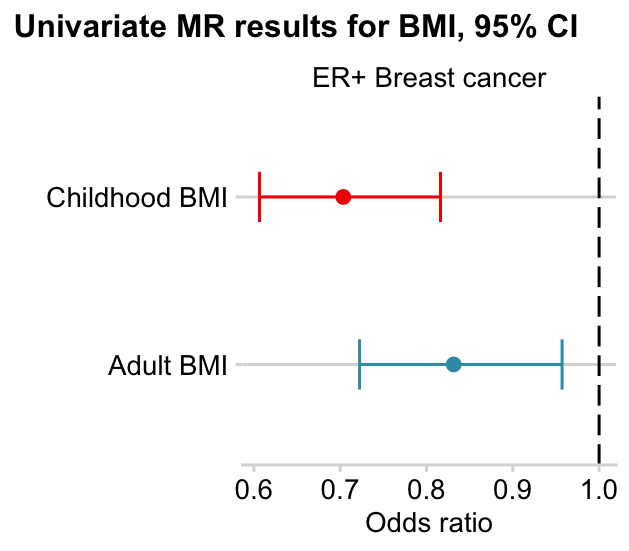 Univariate MR results for BMI, 95% CI
ER+ Breast cancer
Childhood BMI
Adult BMI
0.6 0.7 0.8 0.9 1.0
Odds ratio